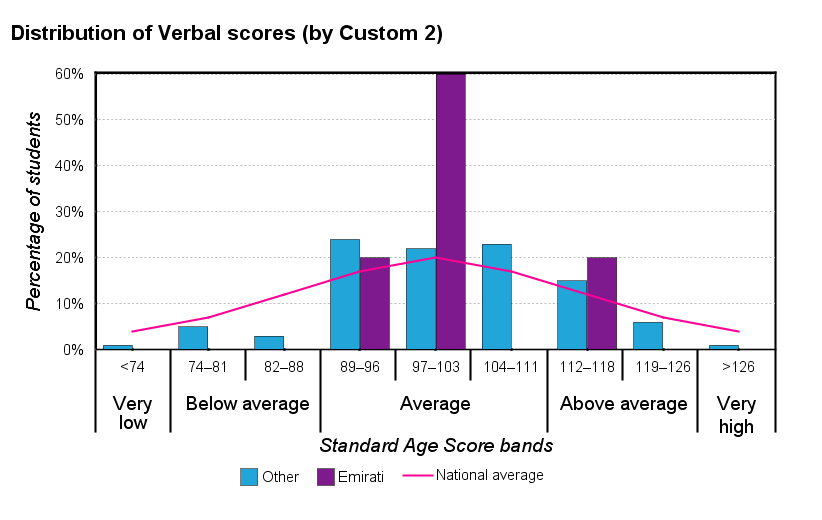 Distribution of Verbal scores (by Custom 2)
Percentage of students
60%
50%
40%
30%
20%
10%
0%
<74 74–81 82–88 89–96 97–103 104–111 112–118 119–126 >126
Very low Below average Average Above average Very high
Standard Age Score bands
Other Emirati National average